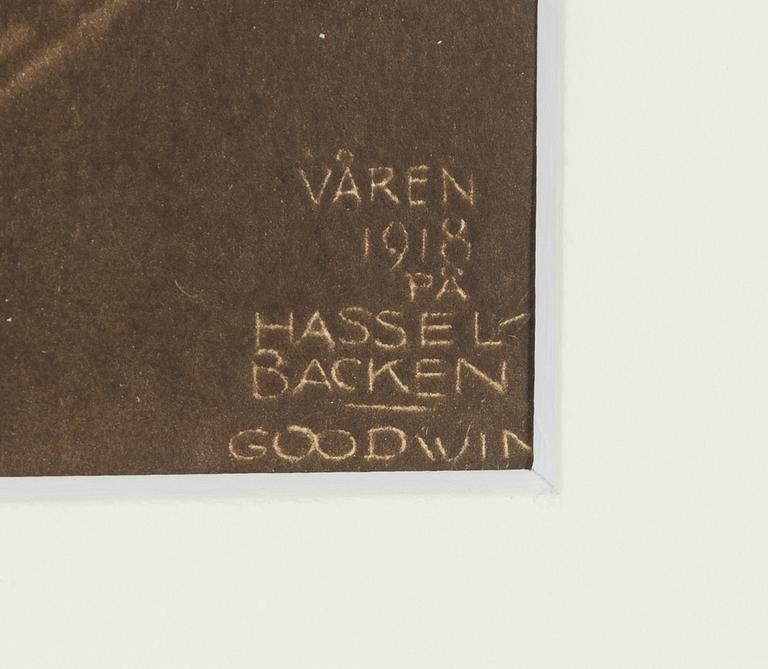 VÅREN
1918
PÅ
HASSEL-
BACKEN
GOODWIN